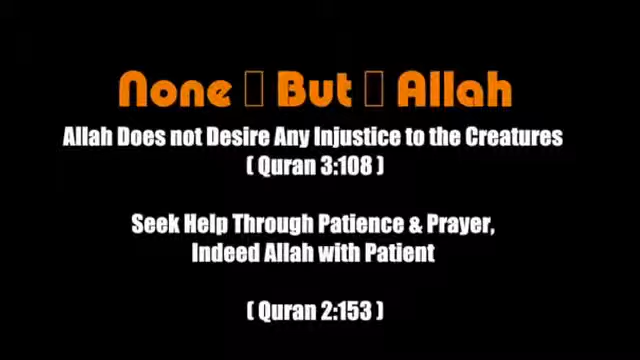 None ▯ But ▯ Allah
Allah Does not Desire Any Injustice to the Creatures
( Quran 3:108 )
Seek Help Through Patience & Prayer,
Indeed Allah with Patient
( Quran 2:153 )